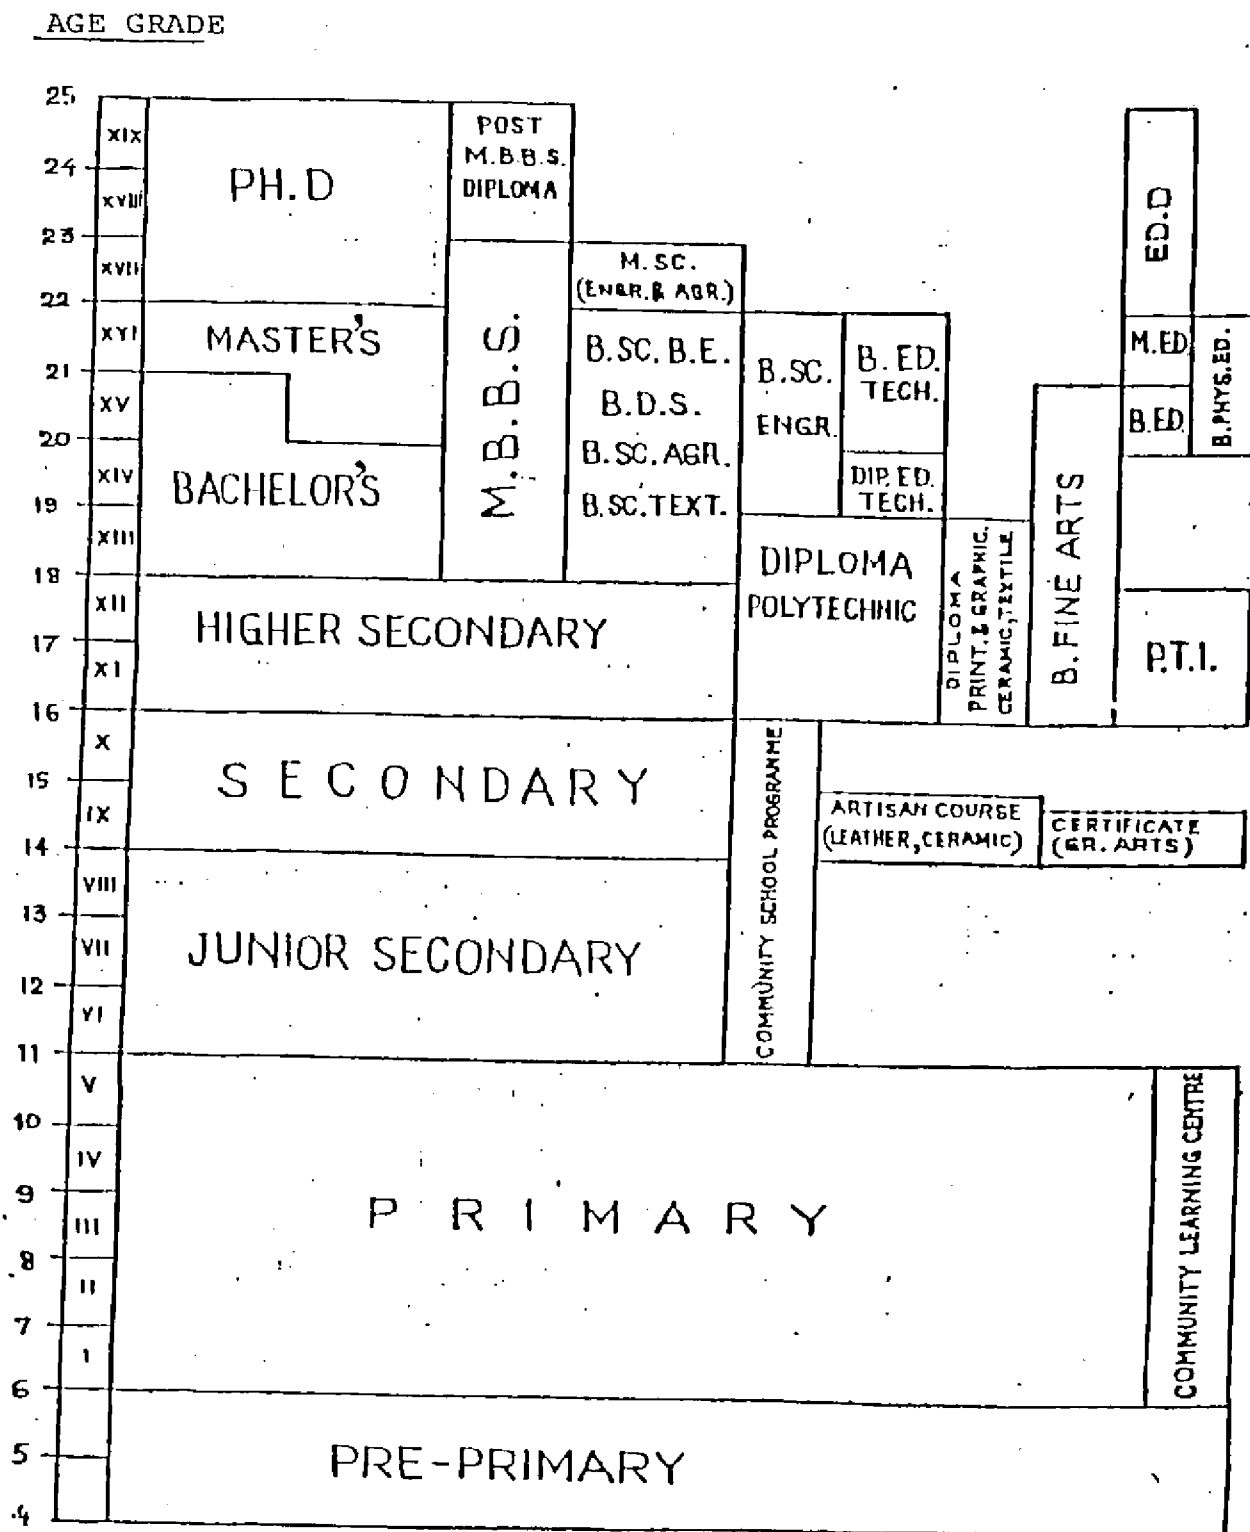 AGE GRADE
25
XIX
24
XVIII
23
XVII
22
XVI
21
XV
20
XIV
19
XIII
18
XII
17
XI
16
X
15
IX
14
VIII
13
VII
12
VI
11
V
10
IV
9
III
8
II
7
I
6
5
4
PH.D
MASTER'S
BACHELOR'S
POST
M.B.B.S.
DIPLOMA
M.B.B.S.
M.SC.
(ENGR.& AGR.)
B.SC. B.E.
B.D.S.
B.SC. AGR.
B.SC. TEXT.
B.SC.
ENGR.
B. ED.
TECH.
DIP. ED.
TECH.
DIPLOMA
POLYTECHNIC
DIPLOMA
PRINT. & GRAPHIC.
CERAMIC, TEXTILE
B. FINE ARTS
ED.D
M.ED
B.ED.
B. PHYS. ED.
P.T.I.
HIGHER SECONDARY
SECONDARY
COMMUNITY SCHOOL PROGRAMME
ARTISAN COURSE
(LEATHER, CERAMIC)
CERTIFICATE
(GR. ARTS)
JUNIOR SECONDARY
PRIMARY
COMMUNITY LEARNING CENTRE
PRE-PRIMARY